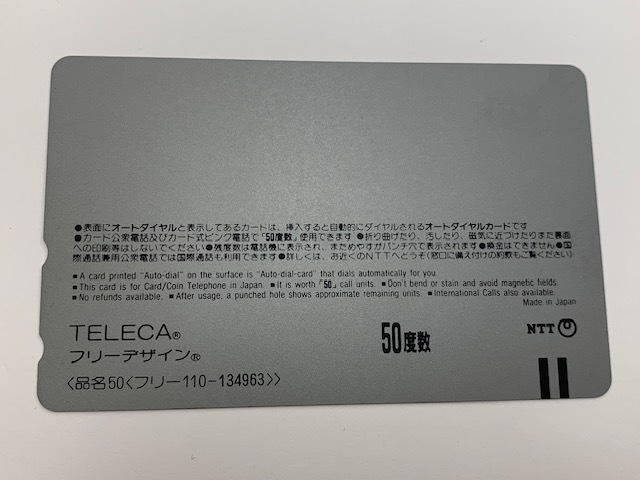 ●表面にオートダイヤルと表示してあるカードは、挿入すると自動的にダイヤルされるオートダイヤルカードです
●カード公衆電話及びカード式ピンク電話で「50度数」使用できます●折り曲げたり、汚したり、磁気に近づけたりまた裏面
への印刷等はしないでください●残度数は電話機に表示され、まためやすがパンチ穴で表示されます●換金はできません●国
際通話兼用公衆電話では国際通話も利用できます●詳しくは、お近くのNTTへどうぞ(窓口に備え付けの約款もご覧ください)
■A card printed "Auto-dial" on the surface is "Auto-dial-card" that dials automatically for you.
■This card is for Card/Coin Telephone in Japan. ■It is worth「50」call units. ■Don't bend or stain and avoid magnetic fields.
■No refunds available. ■After usage, a punched hole shows approximate remaining units. ■International Calls also available.
Made in Japan
TELECA®
フリーデザイン®
50度数
NTT
〈品名50〈フリー110-134963〉〉